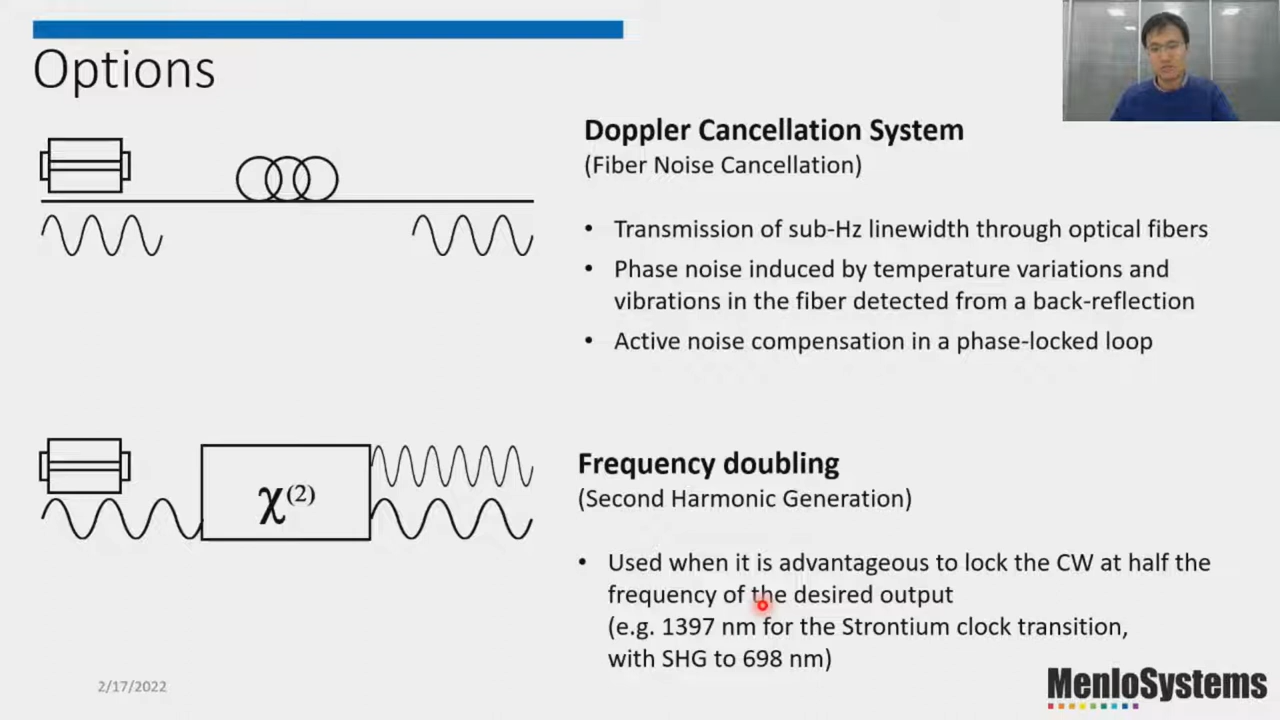 Options
Doppler Cancellation System
(Fiber Noise Cancellation)
• Transmission of sub-Hz linewidth through optical fibers
• Phase noise induced by temperature variations and
vibrations in the fiber detected from a back-reflection
• Active noise compensation in a phase-locked loop
χ(2)
Frequency doubling
(Second Harmonic Generation)
• Used when it is advantageous to lock the CW at half the
frequency of the desired output
(e.g. 1397 nm for the Strontium clock transition,
with SHG to 698 nm)
2/17/2022
MenloSystems